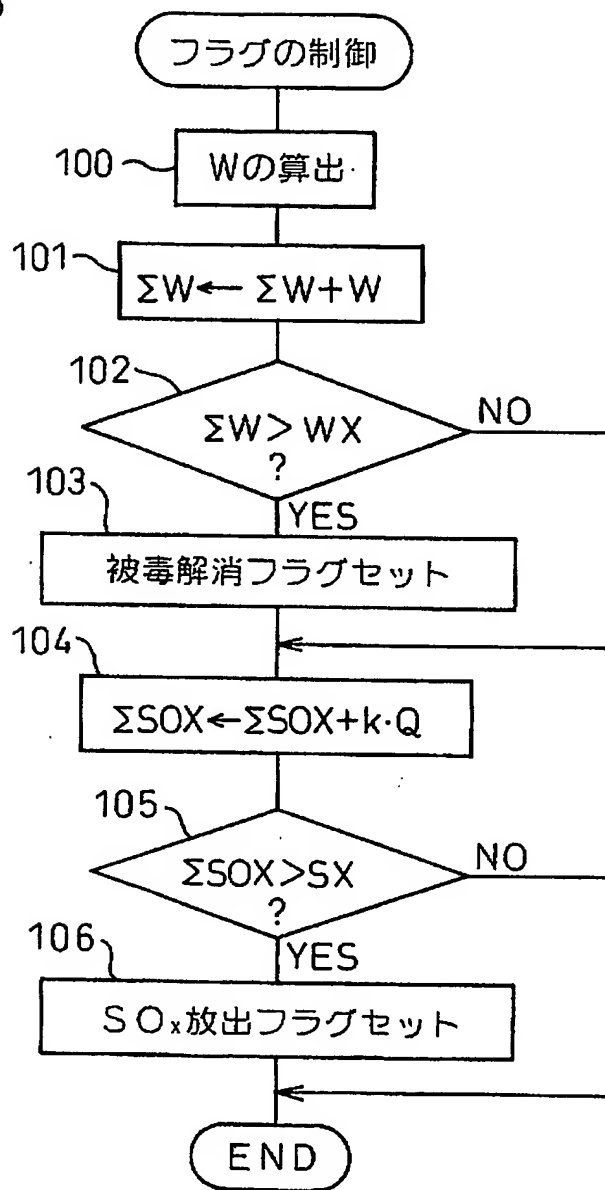 フラグの制御
100
Wの算出
101
ΣW← ΣW+W
102
ΣW>WX
?
NO
YES
103
被毒解消フラグセット
104
ΣSOX←ΣSOX+k·Q
105
ΣSOX>SX
?
NO
YES
106
SOx放出フラグセット
END